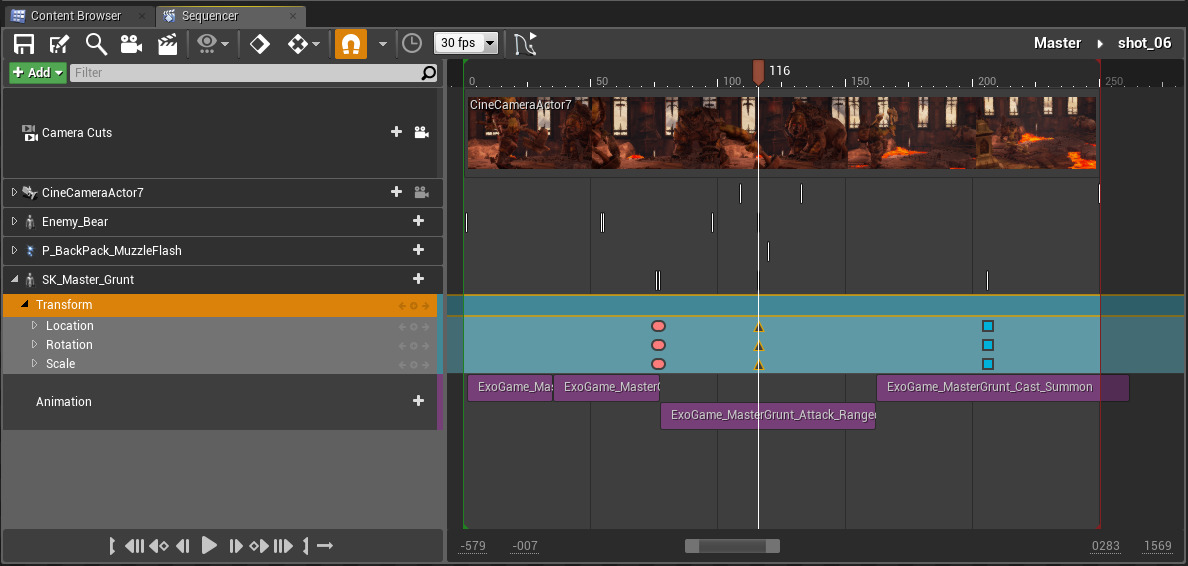 Content Browser
Sequencer
30 fps
Master
shot_06
Add
Filter
116
0
50
100
150
200
250
CineCameraActor7
Camera Cuts
CineCameraActor7
Enemy_Bear
P_BackPack_MuzzleFlash
SK_Master_Grunt
Transform
Location
Rotation
Scale
Animation
ExoGame_Mas
ExoGame_MasterG
ExoGame_MasterGrunt_Cast_Summon
ExoGame_MasterGrunt_Attack_Ranged
-579
-007
0283
1569